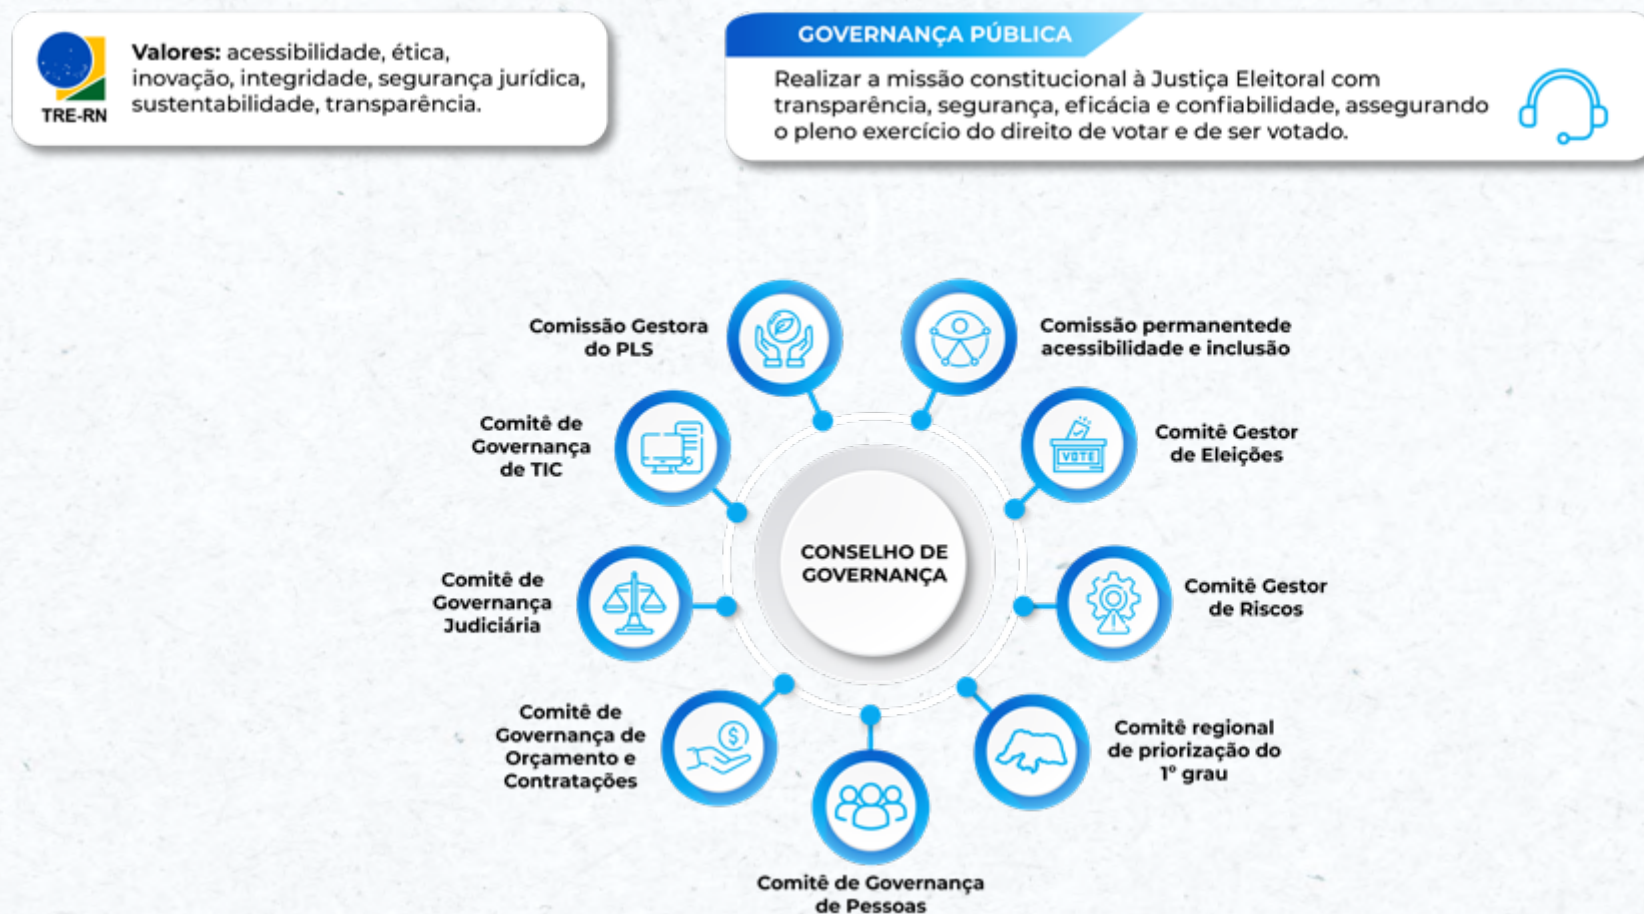 Valores: acessibilidade, ética,
inovação, integridade, segurança jurídica,
sustentabilidade, transparência.
TRE-RN
GOVERNANÇA PÚBLICA
Realizar a missão constitucional à Justiça Eleitoral com
transparência, segurança, eficácia e confiabilidade, assegurando
o pleno exercício do direito de votar e de ser votado.
Comissão Gestora
do PLS
Comissão permanentede
acessibilidade e inclusão
Comitê de
Governança
de TIC
Comitê Gestor
de Eleições
VOTE
CONSELHO DE
GOVERNANÇA
Comitê de
Governança
Judiciária
Comitê Gestor
de Riscos
Comitê de
Governança de
Orçamento e
Contratações
$
Comitê regional
de priorização do
1º grau
Comitê de Governança
de Pessoas